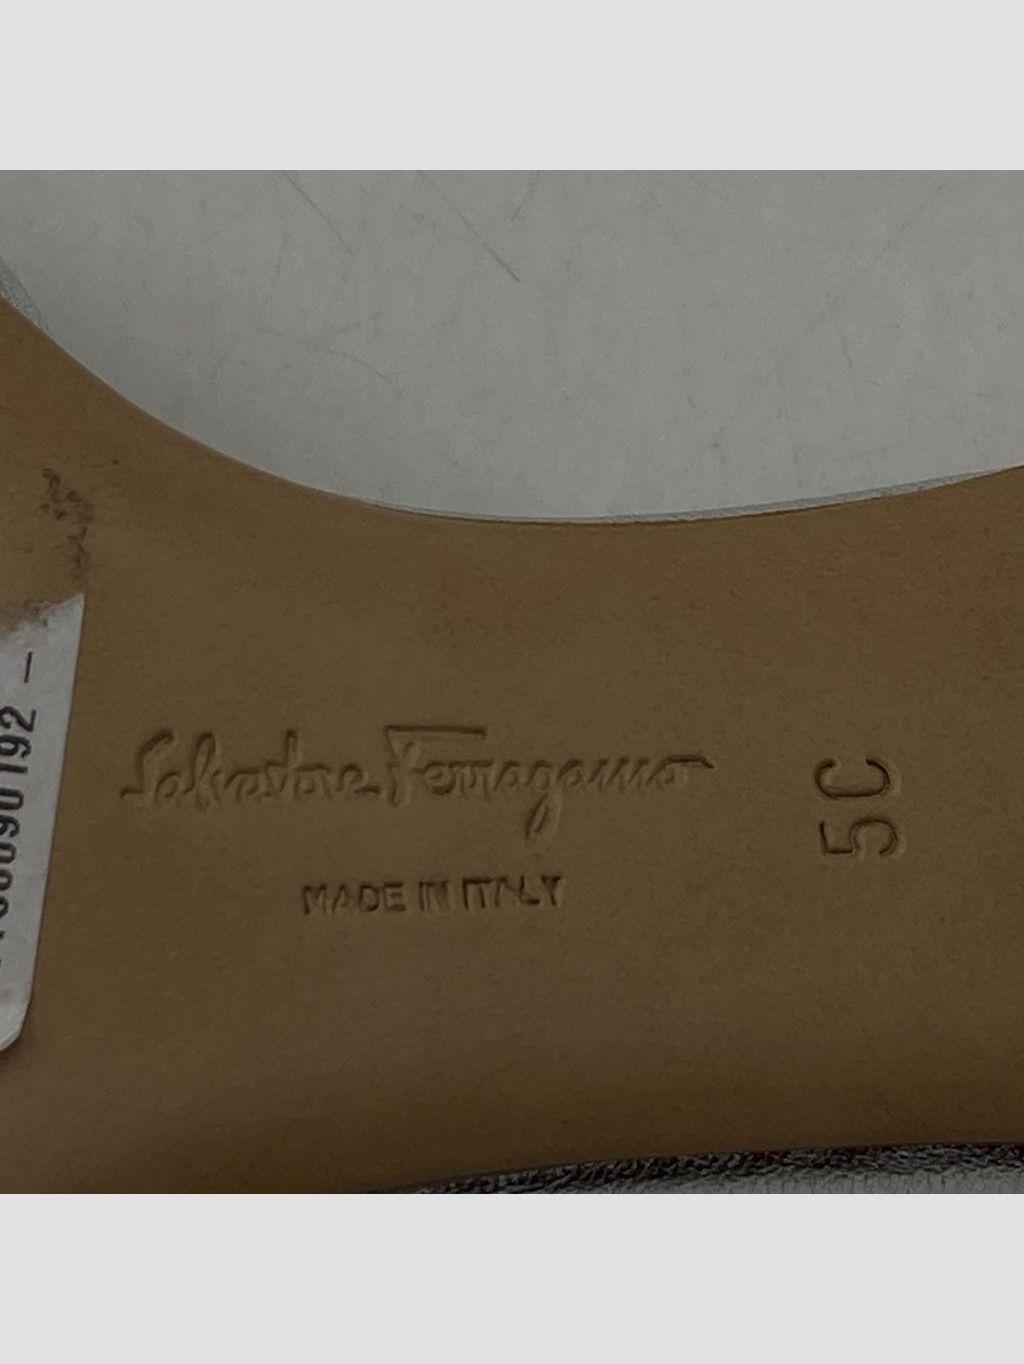 Salvatore Ferragamo
MADE IN ITALY
5C